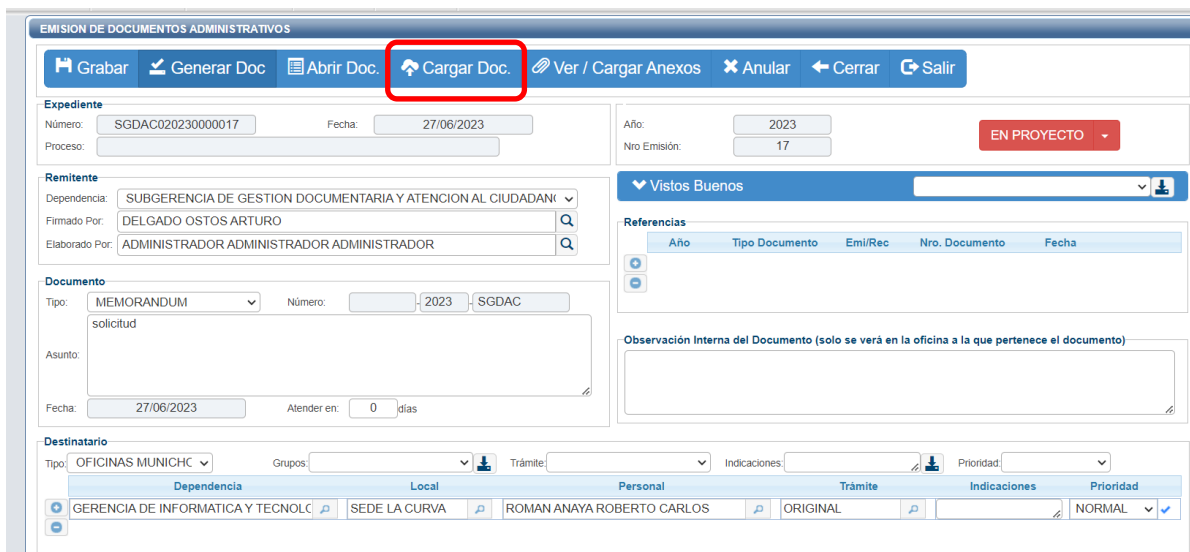 EMISION DE DOCUMENTOS ADMINISTRATIVOS
Grabar Generar Doc Abrir Doc. Cargar Doc. Ver / Cargar Anexos Anular Cerrar Salir
Expediente
Número: SGDAC020230000017 Fecha: 27/06/2023
Proceso:
Año: 2023
Nro Emisión: 17
EN PROYECTO
Remitente
Dependencia: SUBGERENCIA DE GESTION DOCUMENTARIA Y ATENCION AL CIUDADAN
Firmado Por: DELGADO OSTOS ARTURO
Elaborado Por: ADMINISTRADOR ADMINISTRADOR ADMINISTRADOR
Vistos Buenos
Referencias
Año Tipo Documento Emi/Rec Nro. Documento Fecha
Documento
Tipo: MEMORANDUM Número: - 2023 - SGDAC
Asunto: solicitud
Fecha: 27/06/2023 Atender en: 0 días
Observación Interna del Documento (solo se verá en la oficina a la que pertenece el documento)
Destinatario
Tipo: OFICINAS MUNICHO Grupos: Trámite: Indicaciones: Prioridad:
Dependencia Local Personal Trámite Indicaciones Prioridad
GERENCIA DE INFORMATICA Y TECNOLO SEDE LA CURVA ROMAN ANAYA ROBERTO CARLOS ORIGINAL NORMAL